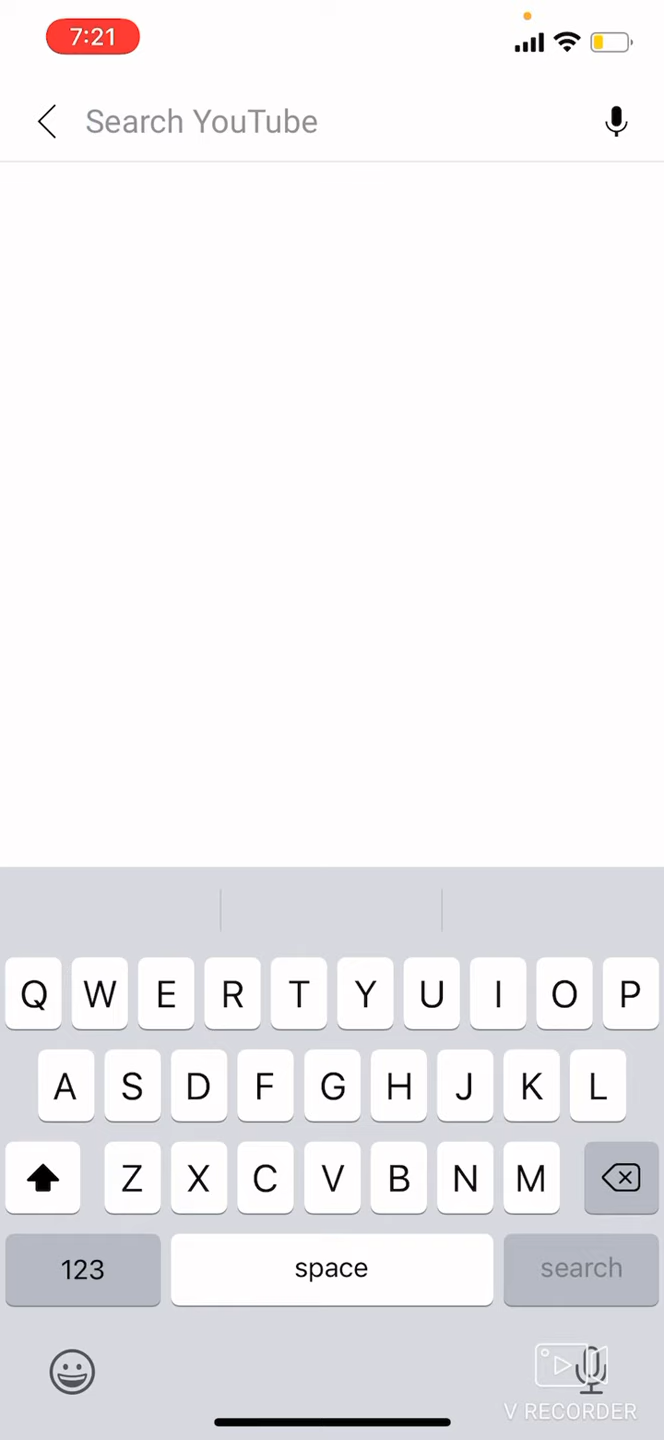 7:21
Search YouTube
Q W E R T Y U I O P
A S D F G H J K L
Z X C V B N M
123 space search
V RECORDER